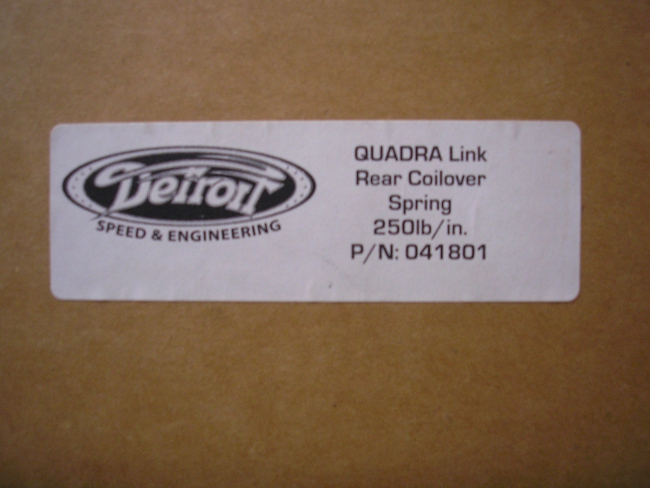 Detroit
SPEED & ENGINEERING
QUADRA Link
Rear Coilover
Spring
250lb/in.
P/N: 041801